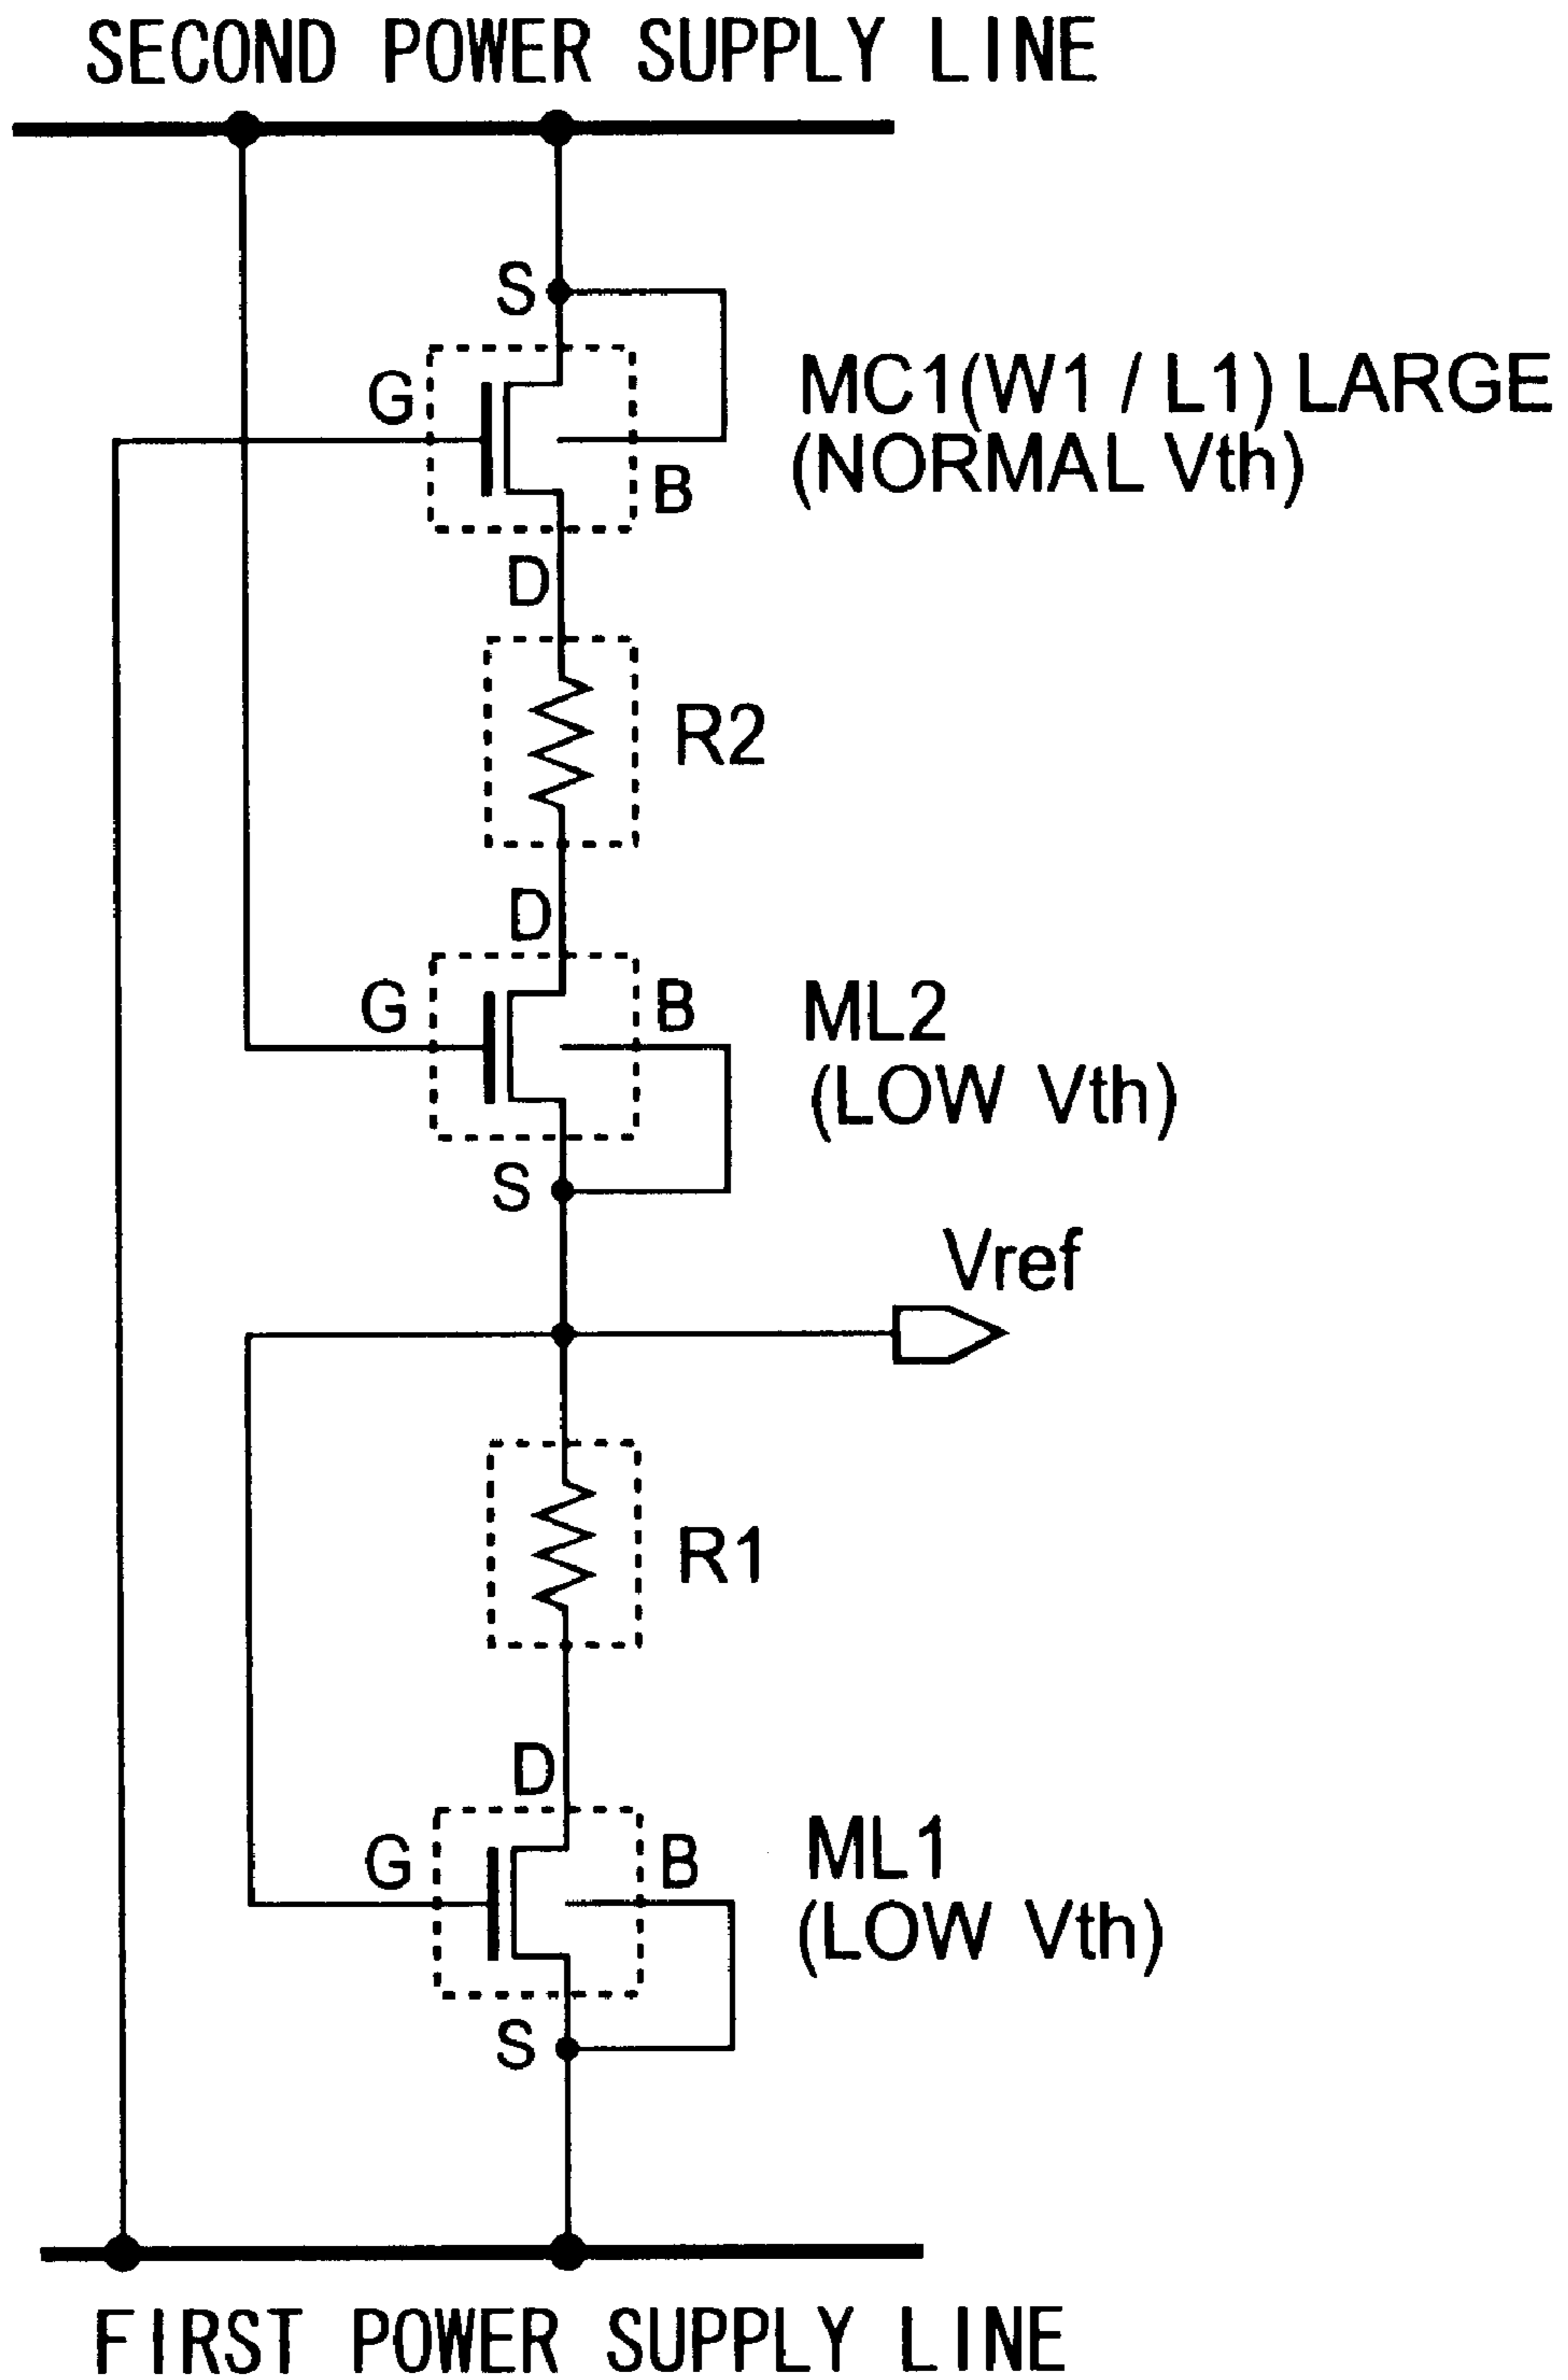 SECOND POWER SUPPLY LINE
S
G
MC1(W1 / L1) LARGE
(NORMAL Vth)
B
D
R2
D
G
B
ML2
(LOW Vth)
S
Vref
R1
D
G
B
ML1
(LOW Vth)
S
FIRST POWER SUPPLY LINE